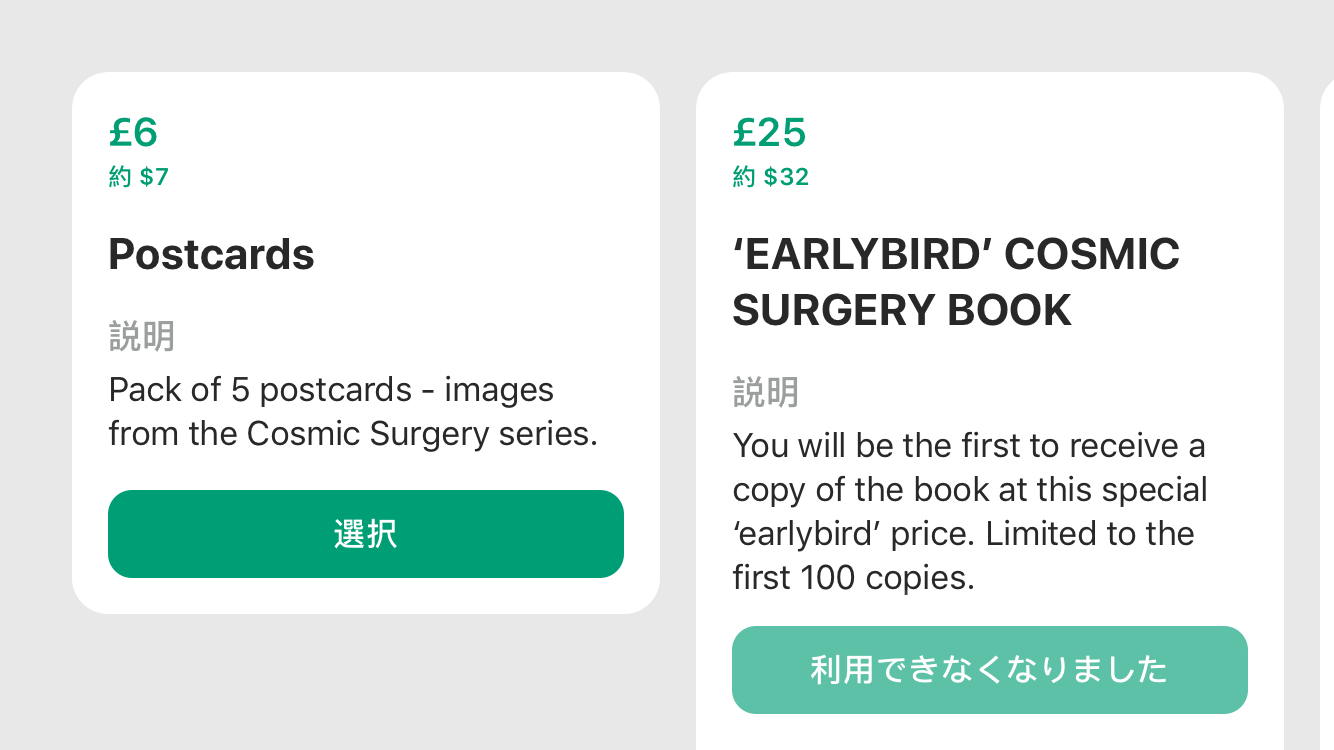 £6
約 $7
Postcards
説明
Pack of 5 postcards - images
from the Cosmic Surgery series.
選択
£25
約 $32
‘EARLYBIRD’ COSMIC
SURGERY BOOK
説明
You will be the first to receive a
copy of the book at this special
‘earlybird’ price. Limited to the
first 100 copies.
利用できなくなりました